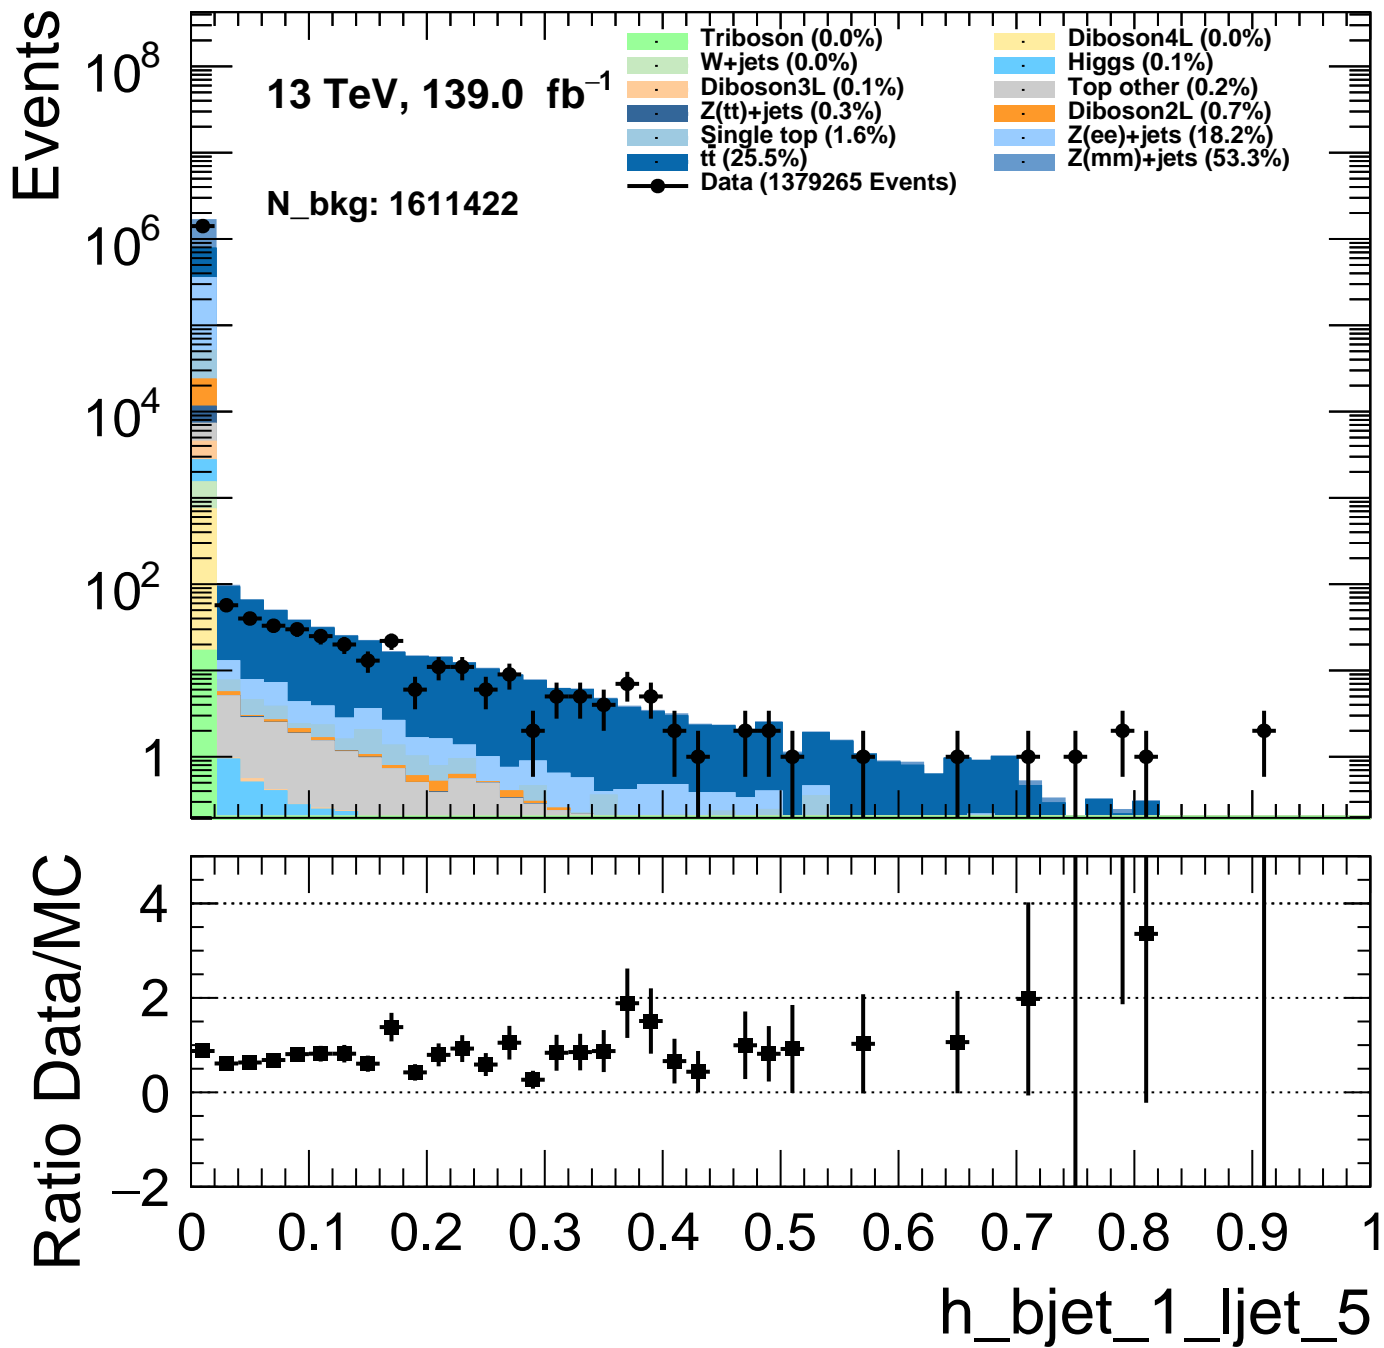 Events
10^8
10^6
10^4
10^2
1
13 TeV, 139.0 fb^−1
N_bkg: 1611422
Triboson (0.0%)
Diboson4L (0.0%)
W+jets (0.0%)
Higgs (0.1%)
Diboson3L (0.1%)
Top other (0.2%)
Z(tt)+jets (0.3%)
Diboson2L (0.7%)
Single top (1.6%)
Z(ee)+jets (18.2%)
tt̄ (25.5%)
Z(mm)+jets (53.3%)
Data (1379265 Events)
Ratio Data/MC
4
2
0
−2
0 0.1 0.2 0.3 0.4 0.5 0.6 0.7 0.8 0.9 1
h_bjet_1_ljet_5